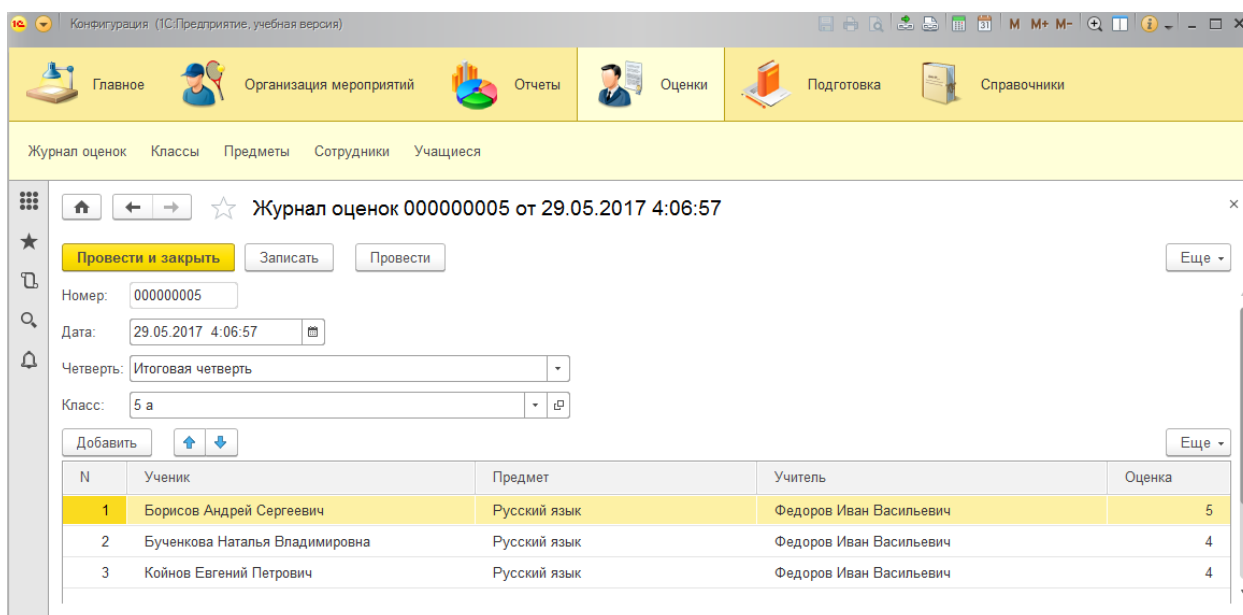 1С Конфигурация (1С:Предприятие, учебная версия) 31 M M+ M-
Главное Организация мероприятий Отчеты Оценки Подготовка Справочники
Журнал оценок Классы Предметы Сотрудники Учащиеся
Журнал оценок 000000005 от 29.05.2017 4:06:57
Провести и закрыть Записать Провести Еще
Номер: 000000005
Дата: 29.05.2017 4:06:57
Четверть: Итоговая четверть
Класс: 5 а
Добавить Еще
N Ученик Предмет Учитель Оценка
1 Борисов Андрей Сергеевич Русский язык Федоров Иван Васильевич 5
2 Бученкова Наталья Владимировна Русский язык Федоров Иван Васильевич 4
3 Койнов Евгений Петрович Русский язык Федоров Иван Васильевич 4